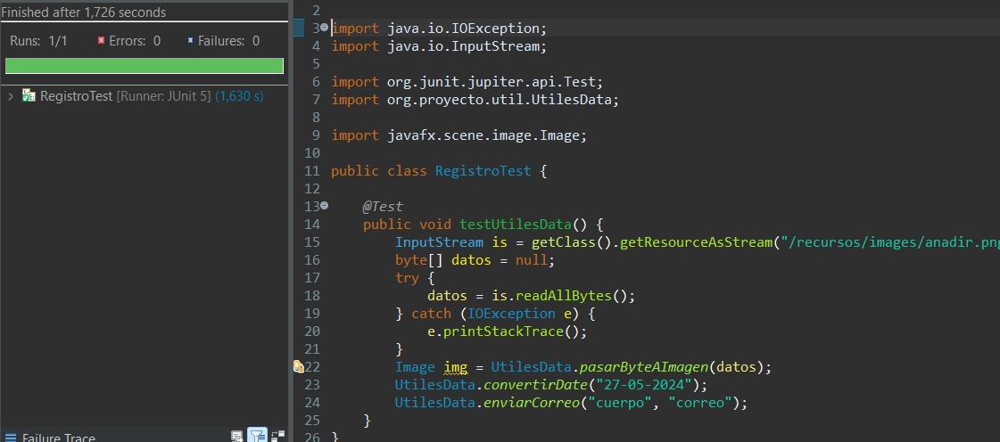 Finished after 1,726 seconds
Runs: 1/1 Errors: 0 Failures: 0
RegistroTest [Runner: JUnit 5] (1,630 s)
Failure Trace
2
3 import java.io.IOException;
4 import java.io.InputStream;
5
6 import org.junit.jupiter.api.Test;
7 import org.proyecto.util.UtilesData;
8
9 import javafx.scene.image.Image;
10
11 public class RegistroTest {
12
13 @Test
14 public void testUtilesData() {
15 InputStream is = getClass().getResourceAsStream("/recursos/images/anadir.png
16 byte[] datos = null;
17 try {
18 datos = is.readAllBytes();
19 } catch (IOException e) {
20 e.printStackTrace();
21 }
22 Image img = UtilesData.pasarByteAImagen(datos);
23 UtilesData.convertirDate("27-05-2024");
24 UtilesData.enviarCorreo("cuerpo", "correo");
25 }
26 }